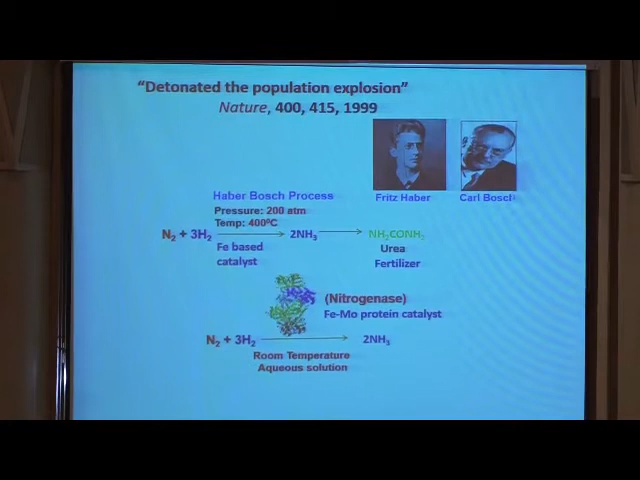 "Detonated the population explosion"
Nature, 400, 415, 1999
Fritz Haber
Carl Boscl
Haber Bosch Process
Pressure: 200 atm
Temp: 400⁰C
N₂ + 3H₂
2NH₃
NH₂CONH₂
Fe based
catalyst
Urea
Fertilizer
(Nitrogenase)
Fe-Mo protein catalyst
N₂ + 3H₂
2NH₃
Room Temperature
Aqueous solution